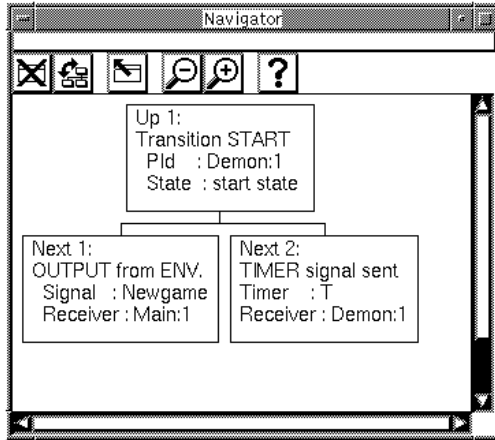 Navigator
?
Up 1:
Transition START
PId : Demon:1
State : start state
Next 1:
OUTPUT from ENV.
Signal : Newgame
Receiver : Main:1
Next 2:
TIMER signal sent
Timer : T
Receiver : Demon:1